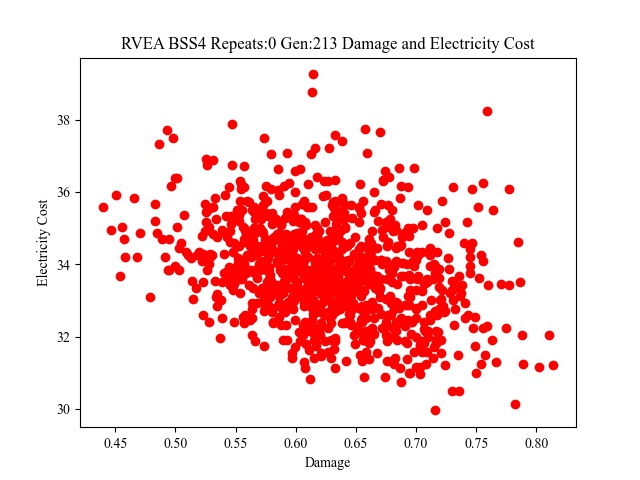 RVEA BSS4 Repeats:0 Gen:213 Damage and Electricity Cost
38
36
34
32
30
Electricity Cost
0.45 0.50 0.55 0.60 0.65 0.70 0.75 0.80
Damage